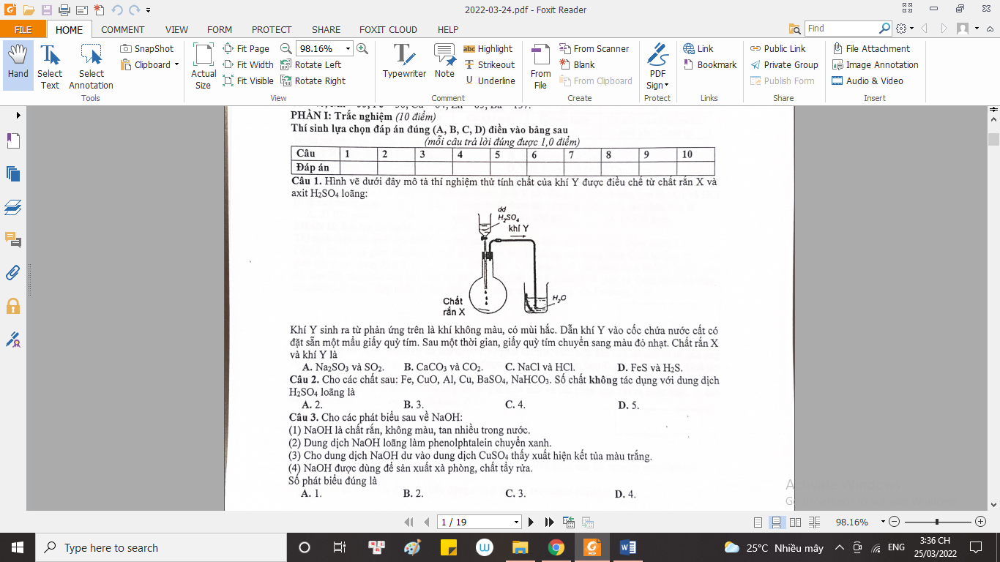 2022-03-24.pdf - Foxit Reader
FILE HOME COMMENT VIEW FORM PROTECT SHARE FOXIT CLOUD HELP
Find
Hand
Select Text
Select Annotation
SnapShot
Clipboard
Tools
Actual Size
Fit Page
Fit Width
Fit Visible
98.16%
Rotate Left
Rotate Right
View
Typewriter
Note
Highlight
Strikeout
Underline
Comment
From File
From Scanner
Blank
From Clipboard
Create
PDF Sign
Protect
Link
Bookmark
Links
Public Link
Private Group
Publish Form
Share
File Attachment
Image Annotation
Audio & Video
Insert
PHẦN I: Trắc nghiệm (10 điểm)
Thí sinh lựa chọn đáp án đúng (A, B, C, D) điền vào bảng sau
(mỗi câu trả lời đúng được 1,0 điểm)
Câu 1 2 3 4 5 6 7 8 9 10
Đáp án
Câu 1. Hình vẽ dưới đây mô tả thí nghiệm thử tính chất của khí Y được điều chế từ chất rắn X và
axit H₂SO₄ loãng:
dd
H₂SO₄
khí Y
Chất
rắn X
H₂O
Khí Y sinh ra từ phản ứng trên là khí không màu, có mùi hắc. Dẫn khí Y vào cốc chứa nước cất có
đặt sẵn một mẩu giấy quỳ tím. Sau một thời gian, giấy quỳ tím chuyển sang màu đỏ nhạt. Chất rắn X
và khí Y là
A. Na₂SO₃ và SO₂. B. CaCO₃ và CO₂. C. NaCl và HCl. D. FeS và H₂S.
Câu 2. Cho các chất sau: Fe, CuO, Al, Cu, BaSO₄, NaHCO₃. Số chất không tác dụng với dung dịch
H₂SO₄ loãng là
A. 2. B. 3. C. 4. D. 5.
Câu 3. Cho các phát biểu sau về NaOH:
(1) NaOH là chất rắn, không màu, tan nhiều trong nước.
(2) Dung dịch NaOH loãng làm phenolphtalein chuyển xanh.
(3) Cho dung dịch NaOH dư vào dung dịch CuSO₄ thấy xuất hiện kết tủa màu trắng.
(4) NaOH được dùng để sản xuất xà phòng, chất tẩy rửa.
Số phát biểu đúng là
A. 1. B. 2. C. 3. D. 4.
Activate Windows
1 / 19
98.16%
Type here to search
25°C Nhiều mây
ENG
3:36 CH
25/03/2022